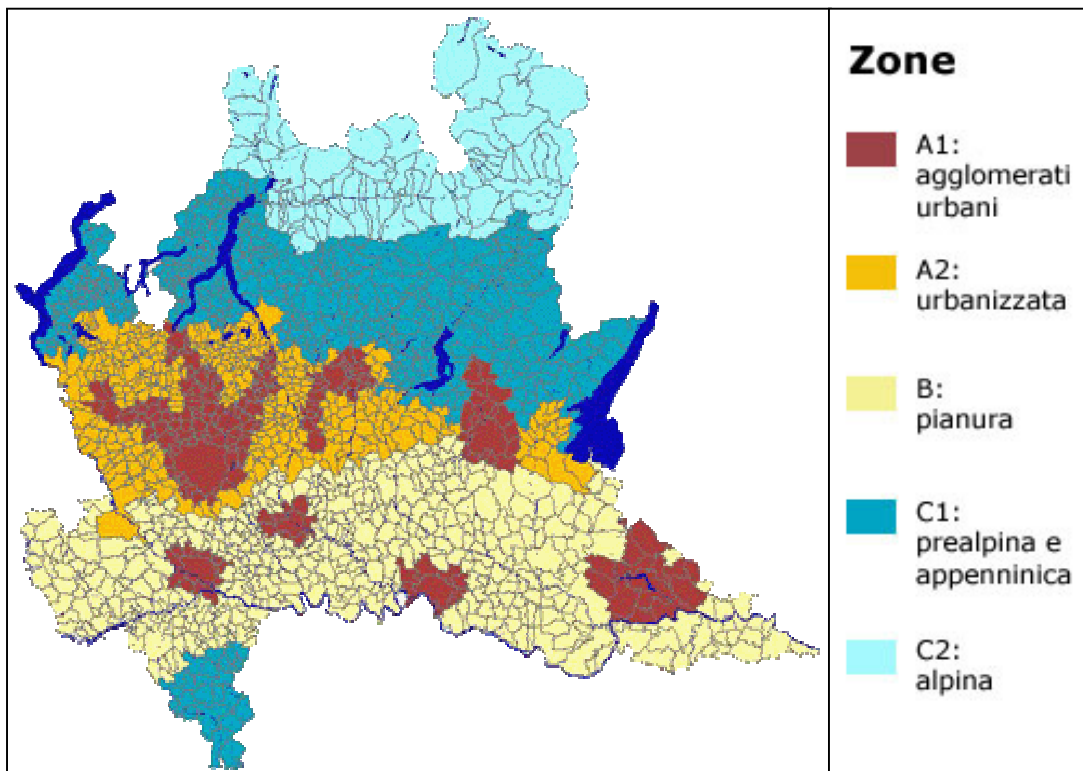 Zone
A1:
agglomerati
urbani
A2:
urbanizzata
B:
pianura
C1:
prealpina e
appenninica
C2:
alpina